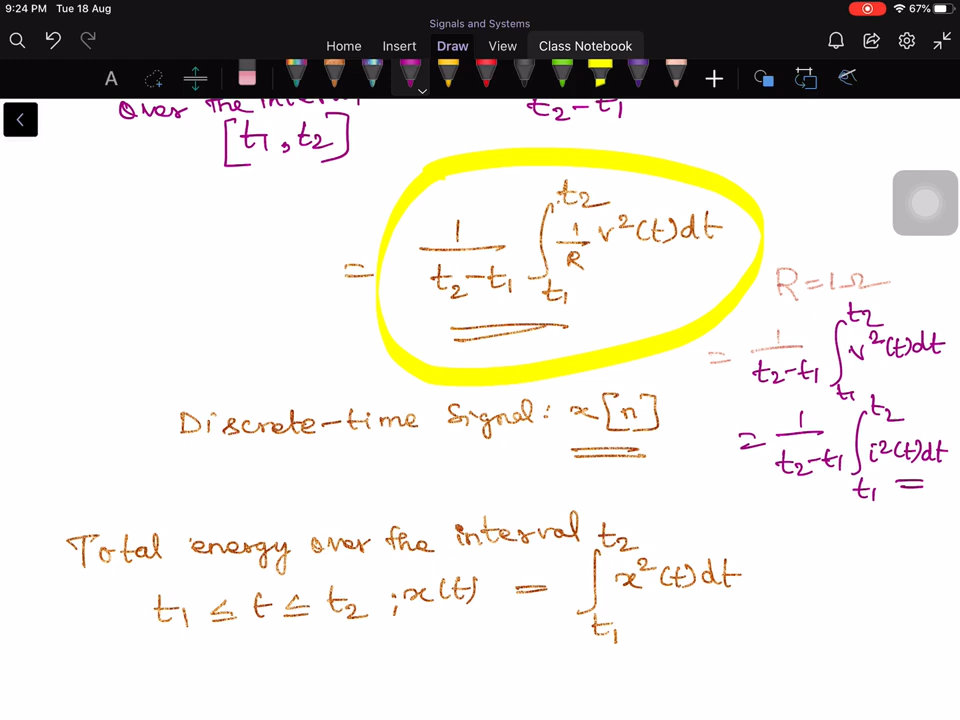 9:24 PM Tue 18 Aug
67%
Signals and Systems
Home Insert Draw View Class Notebook
A
Over the interval
[t₁, t₂]
t₂-t₁
= 1/(t₂-t₁) ∫_{t₁}^{t₂} 1/R v²(t)dt
R=1Ω
= 1/(t₂-t₁) ∫_{t₁}^{t₂} v²(t)dt
= 1/(t₂-t₁) ∫_{t₁}^{t₂} i²(t)dt
Discrete-time Signal: x[n]
Total energy over the interval
t₁ ≤ t ≤ t₂ ; x(t) = ∫_{t₁}^{t₂} x²(t)dt